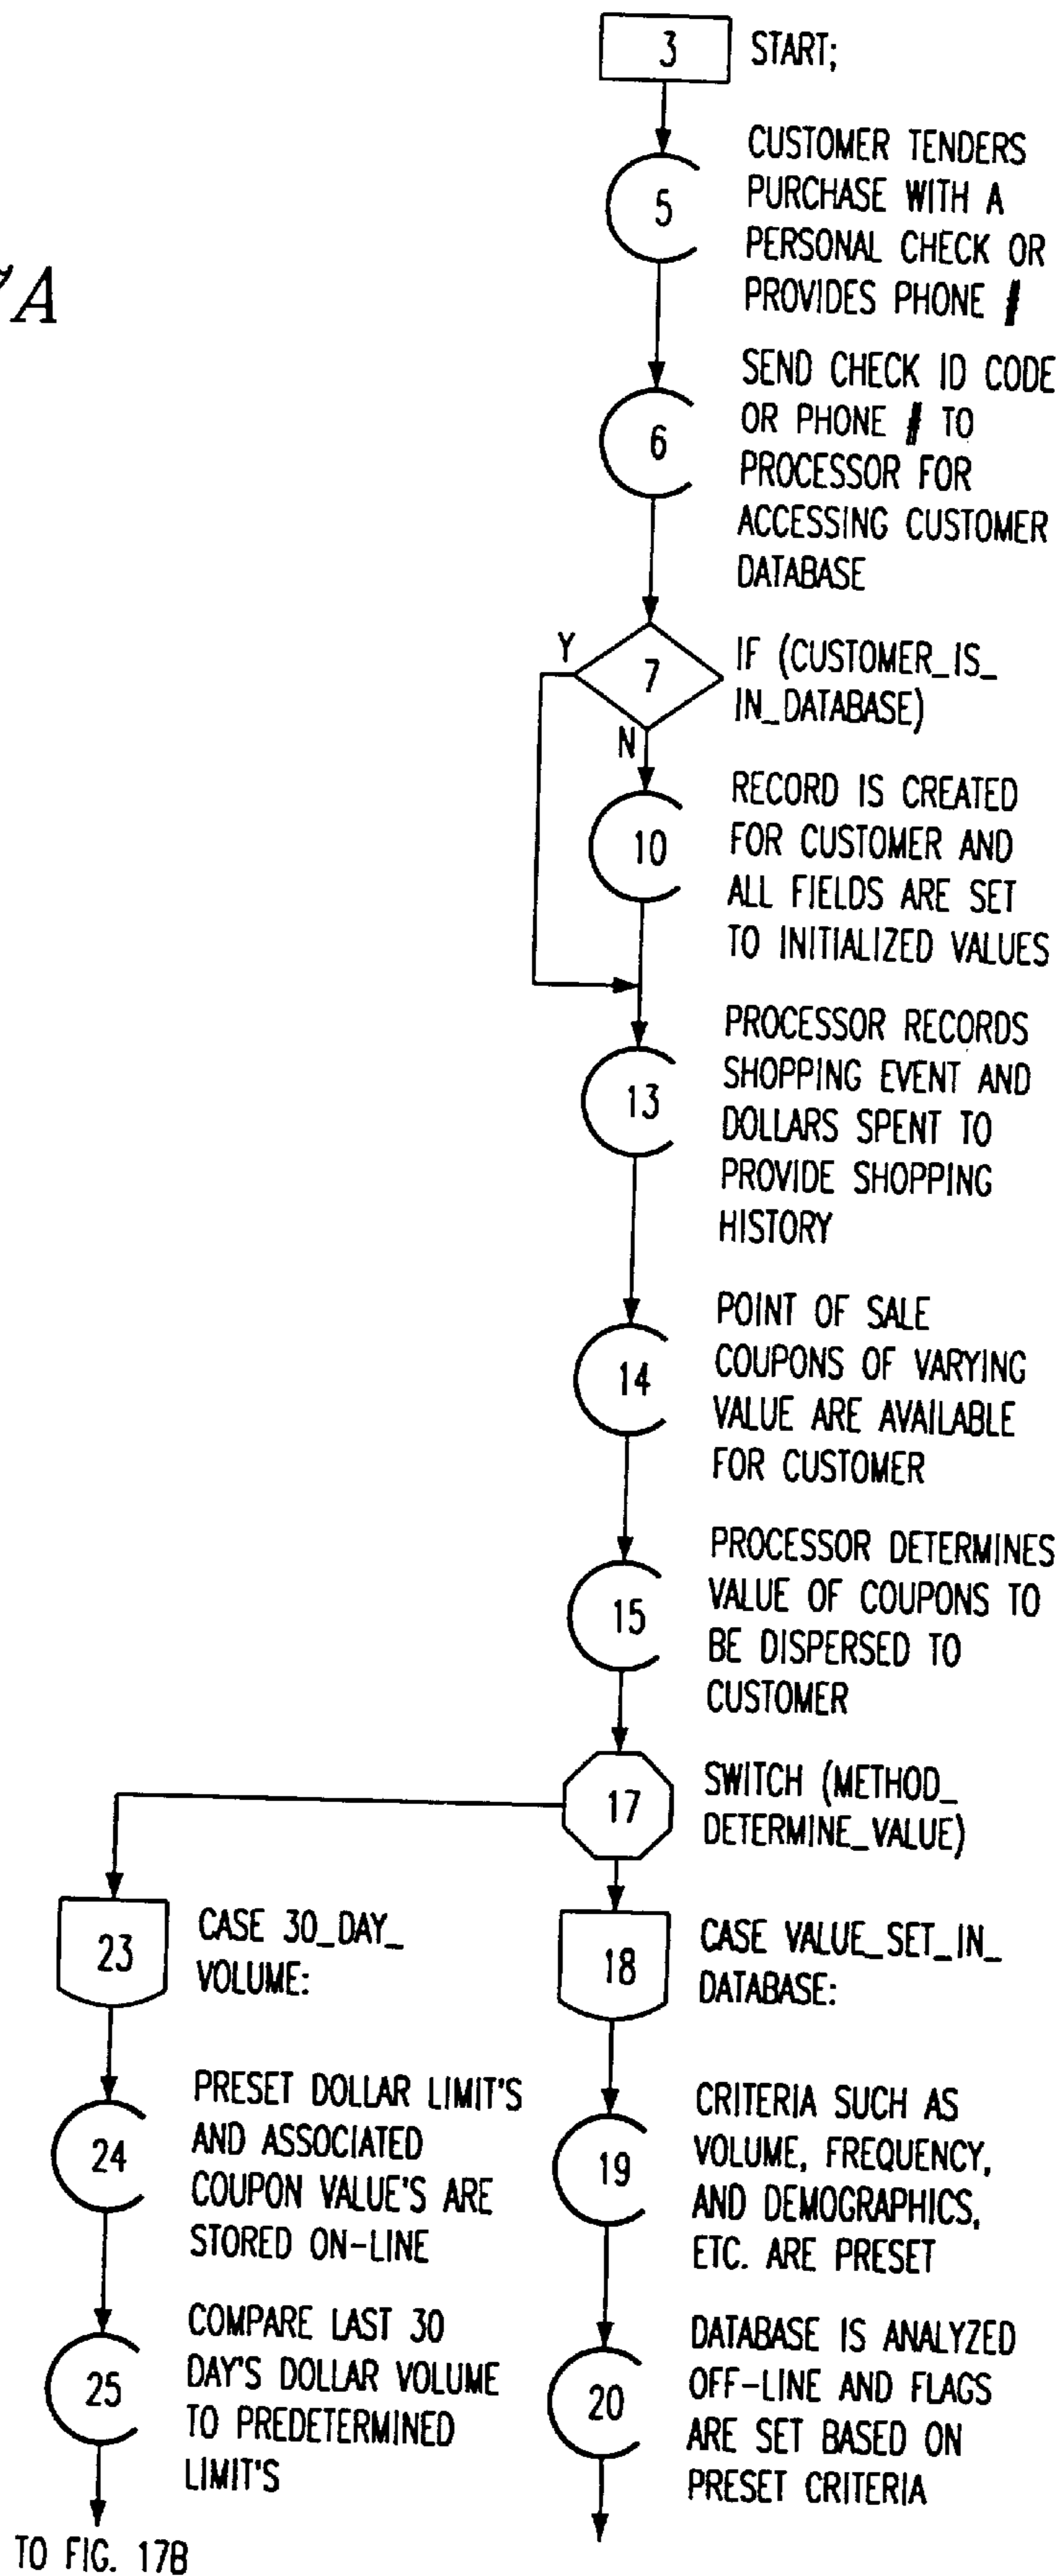 3 START;
5 CUSTOMER TENDERS
PURCHASE WITH A
PERSONAL CHECK OR
PROVIDES PHONE #
7A
6 SEND CHECK ID CODE
OR PHONE # TO
PROCESSOR FOR
ACCESSING CUSTOMER
DATABASE
Y
7 IF (CUSTOMER_IS_
IN_DATABASE)
N
10 RECORD IS CREATED
FOR CUSTOMER AND
ALL FIELDS ARE SET
TO INITIALIZED VALUES
13 PROCESSOR RECORDS
SHOPPING EVENT AND
DOLLARS SPENT TO
PROVIDE SHOPPING
HISTORY
14 POINT OF SALE
COUPONS OF VARYING
VALUE ARE AVAILABLE
FOR CUSTOMER
15 PROCESSOR DETERMINES
VALUE OF COUPONS TO
BE DISPERSED TO
CUSTOMER
17 SWITCH (METHOD_
DETERMINE_VALUE)
23 CASE 30_DAY_
VOLUME:
24 PRESET DOLLAR LIMIT'S
AND ASSOCIATED
COUPON VALUE'S ARE
STORED ON-LINE
25 COMPARE LAST 30
DAY'S DOLLAR VOLUME
TO PREDETERMINED
LIMIT'S
TO FIG. 17B
18 CASE VALUE_SET_IN_
DATABASE:
19 CRITERIA SUCH AS
VOLUME, FREQUENCY,
AND DEMOGRAPHICS,
ETC. ARE PRESET
20 DATABASE IS ANALYZED
OFF-LINE AND FLAGS
ARE SET BASED ON
PRESET CRITERIA